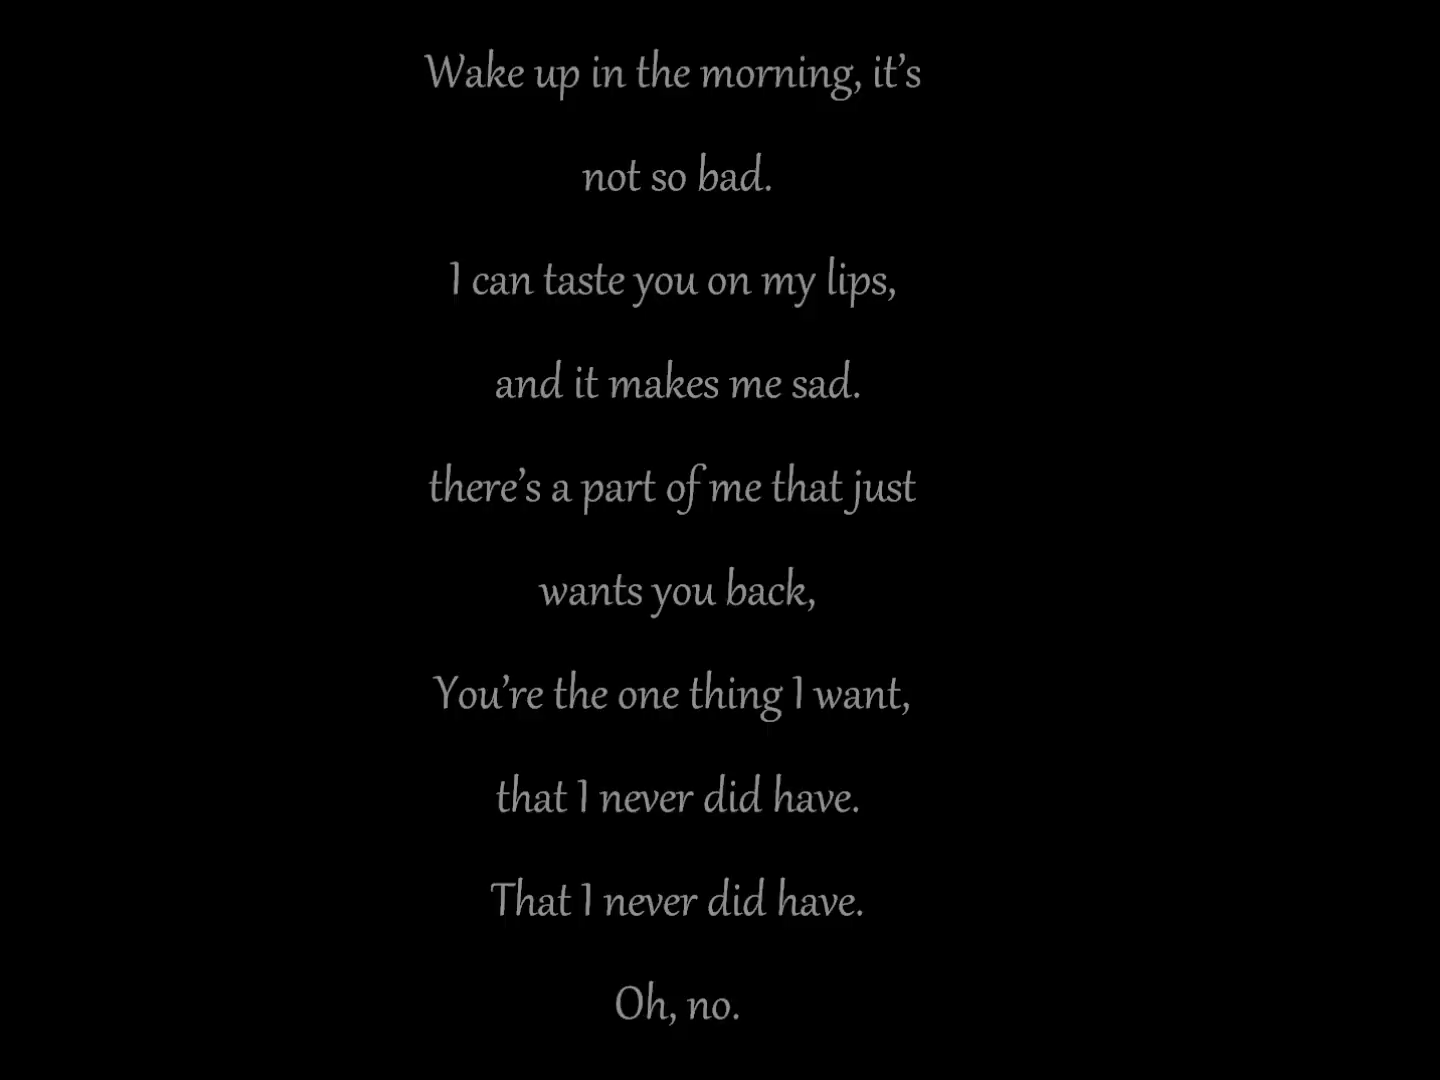 Wake up in the morning, it’s
not so bad.
I can taste you on my lips,
and it makes me sad.
there’s a part of me that just
wants you back,
You’re the one thing I want,
that I never did have.
That I never did have.
Oh, no.